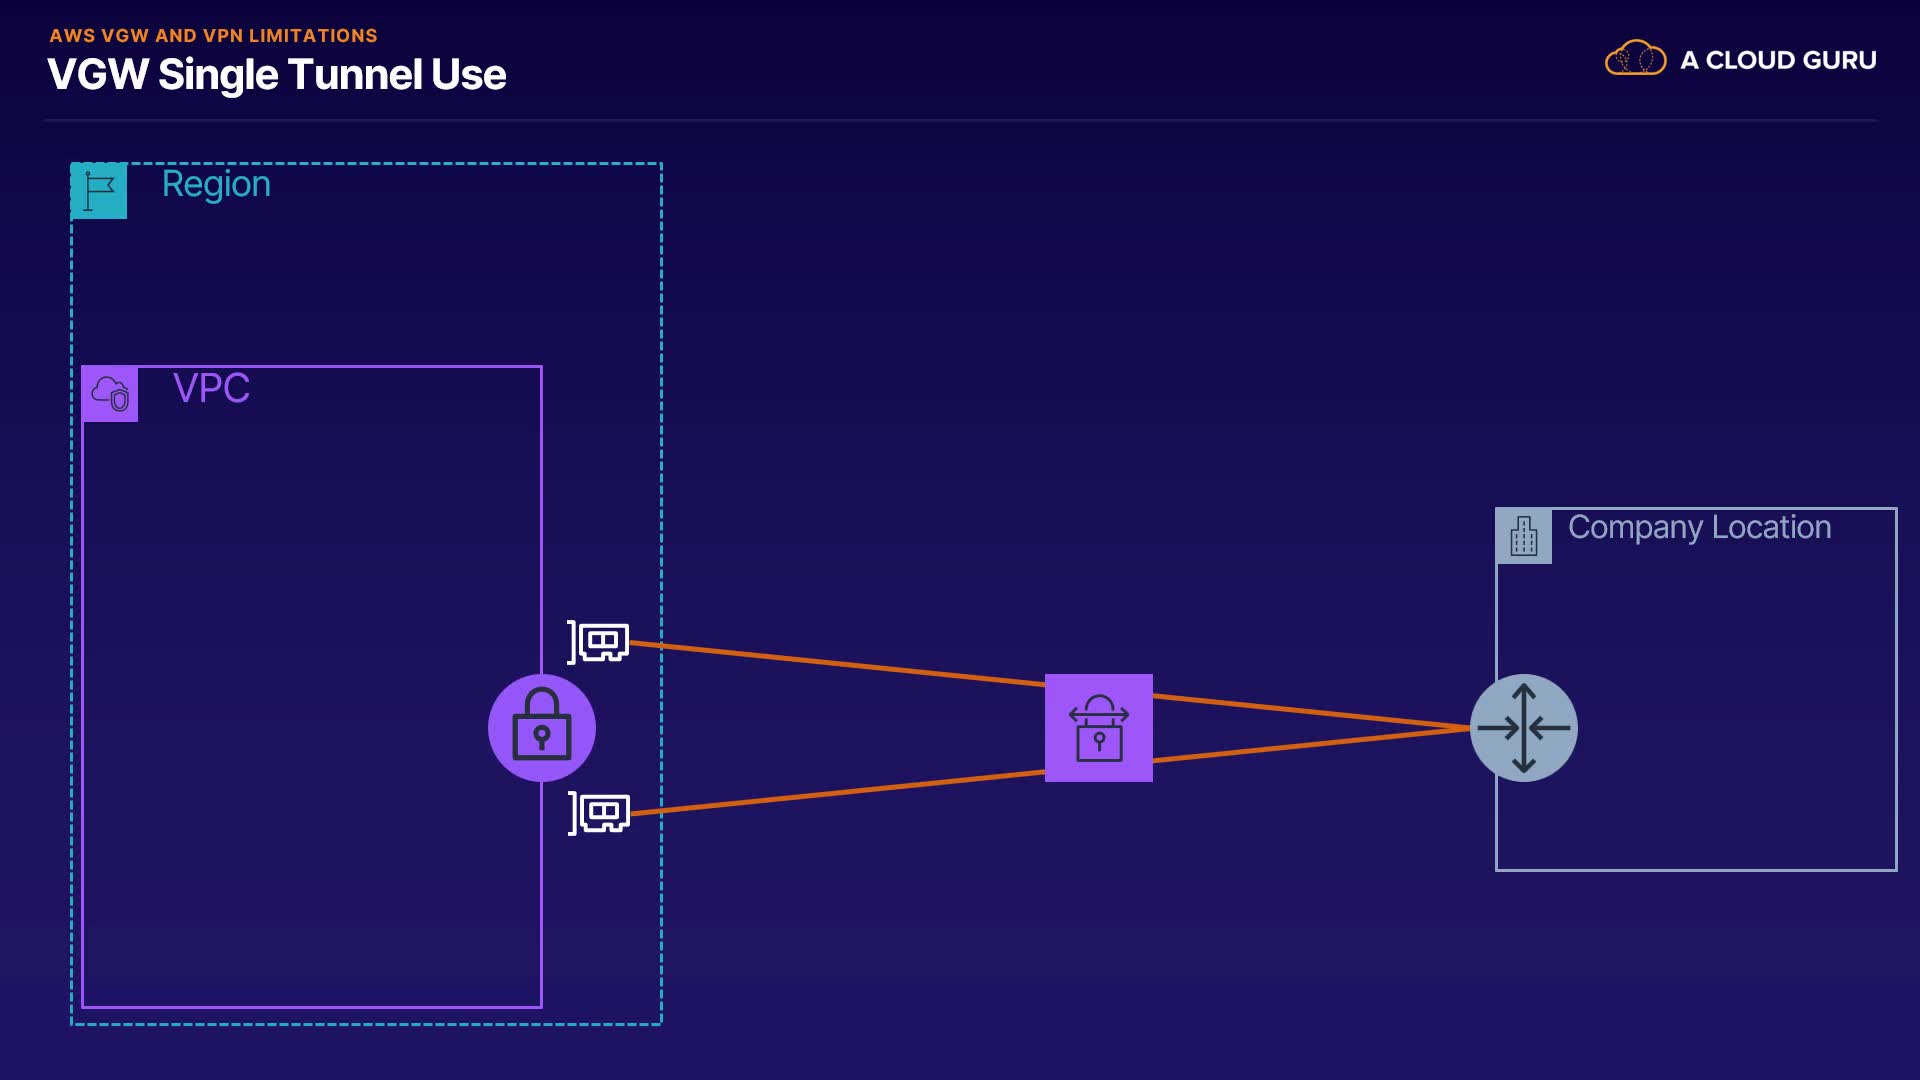 AWS VGW AND VPN LIMITATIONS
VGW Single Tunnel Use
A CLOUD GURU
Region
VPC
Company Location